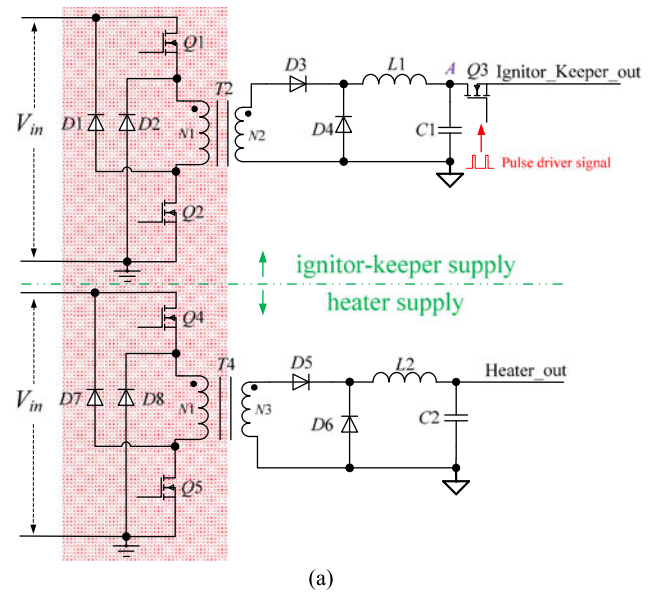 Q1
D3
L1
A
Q3
Ignitor_Keeper_out
T2
Vin
D1
D2
N1
N2
D4
C1
Pulse driver signal
Q2
ignitor-keeper supply
heater supply
Q4
T4
D5
L2
Heater_out
Vin
D7
D8
N1
N3
D6
C2
Q5
(a)